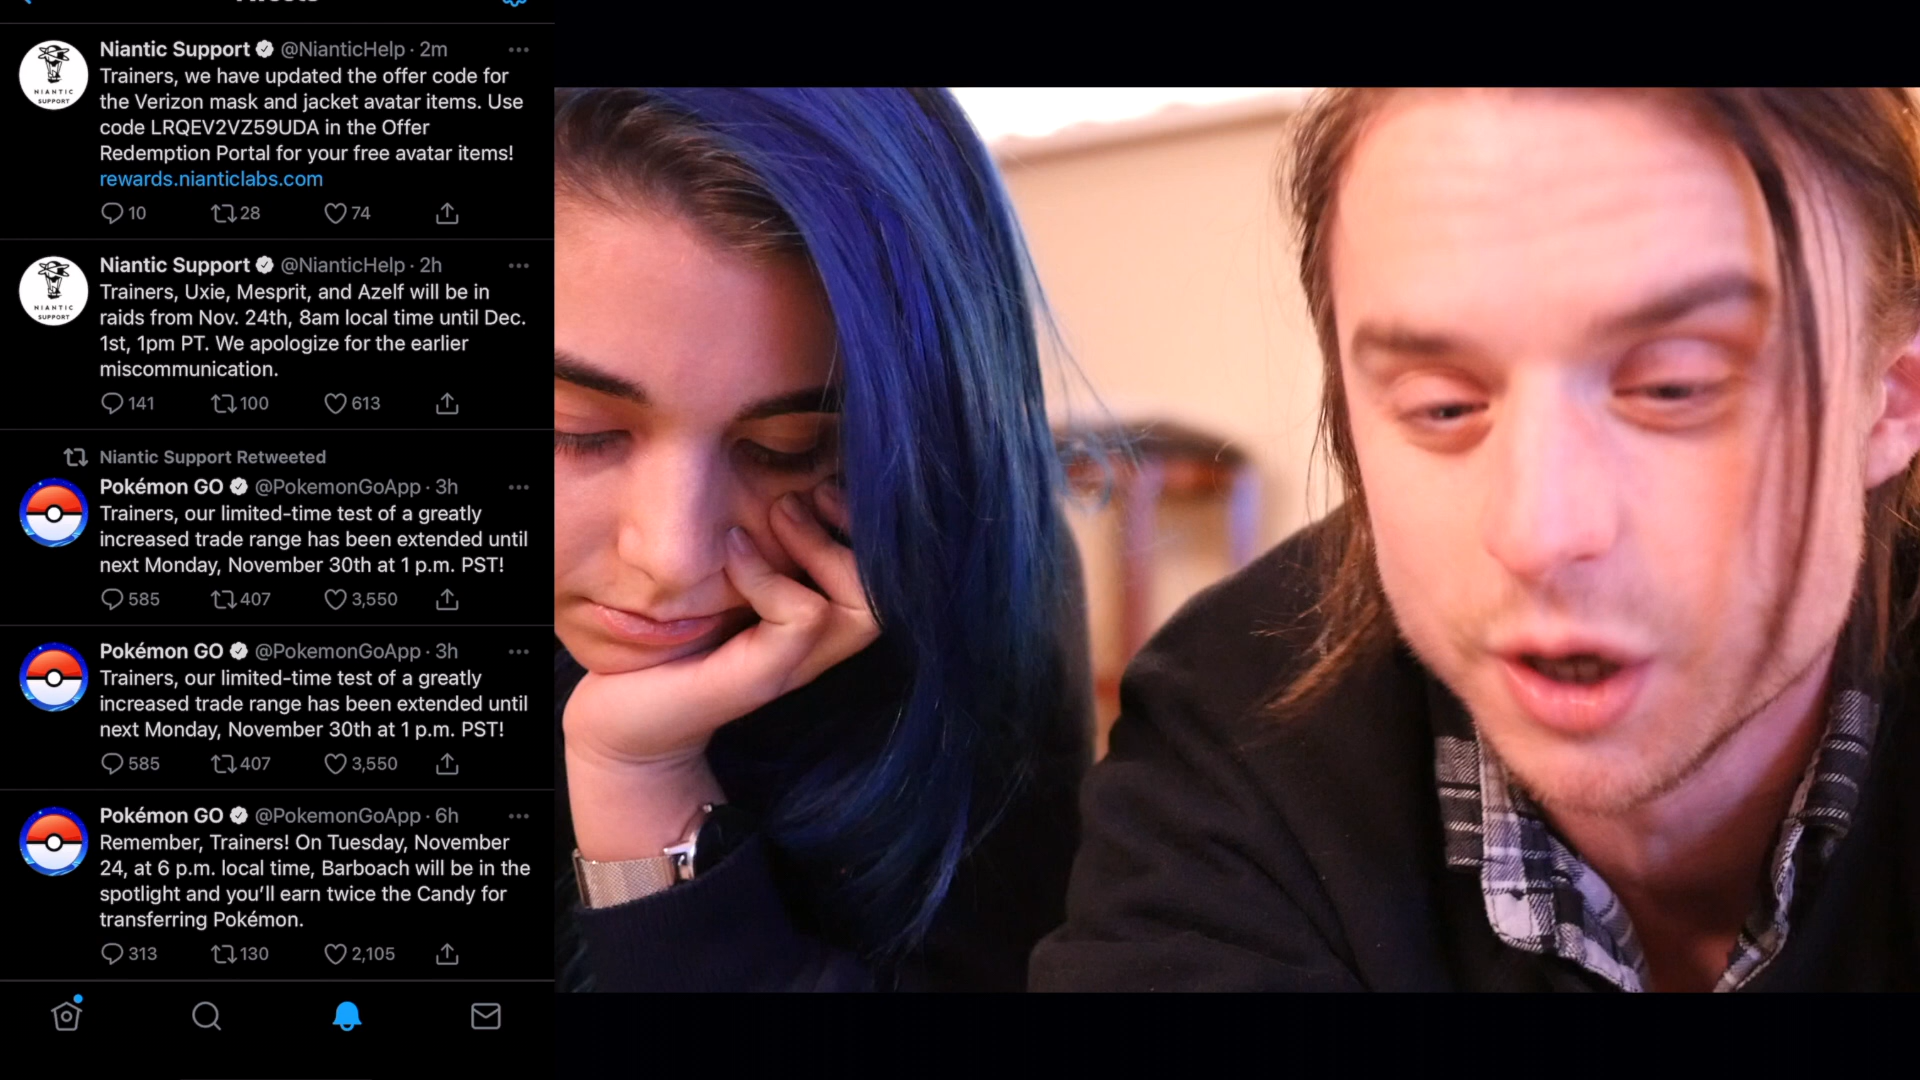 Niantic Support @NianticHelp · 2m
Trainers, we have updated the offer code for
the Verizon mask and jacket avatar items. Use
code LRQEV2VZ59UDA in the Offer
Redemption Portal for your free avatar items!
rewards.nianticlabs.com
10 28 74
NIANTIC
SUPPORT
Niantic Support @NianticHelp · 2h
Trainers, Uxie, Mesprit, and Azelf will be in
raids from Nov. 24th, 8am local time until Dec.
1st, 1pm PT. We apologize for the earlier
miscommunication.
141 100 613
NIANTIC
SUPPORT
Niantic Support Retweeted
Pokémon GO @PokemonGoApp · 3h
Trainers, our limited-time test of a greatly
increased trade range has been extended until
next Monday, November 30th at 1 p.m. PST!
585 407 3,550
Pokémon GO @PokemonGoApp · 3h
Trainers, our limited-time test of a greatly
increased trade range has been extended until
next Monday, November 30th at 1 p.m. PST!
585 407 3,550
Pokémon GO @PokemonGoApp · 6h
Remember, Trainers! On Tuesday, November
24, at 6 p.m. local time, Barboach will be in the
spotlight and you’ll earn twice the Candy for
transferring Pokémon.
313 130 2,105